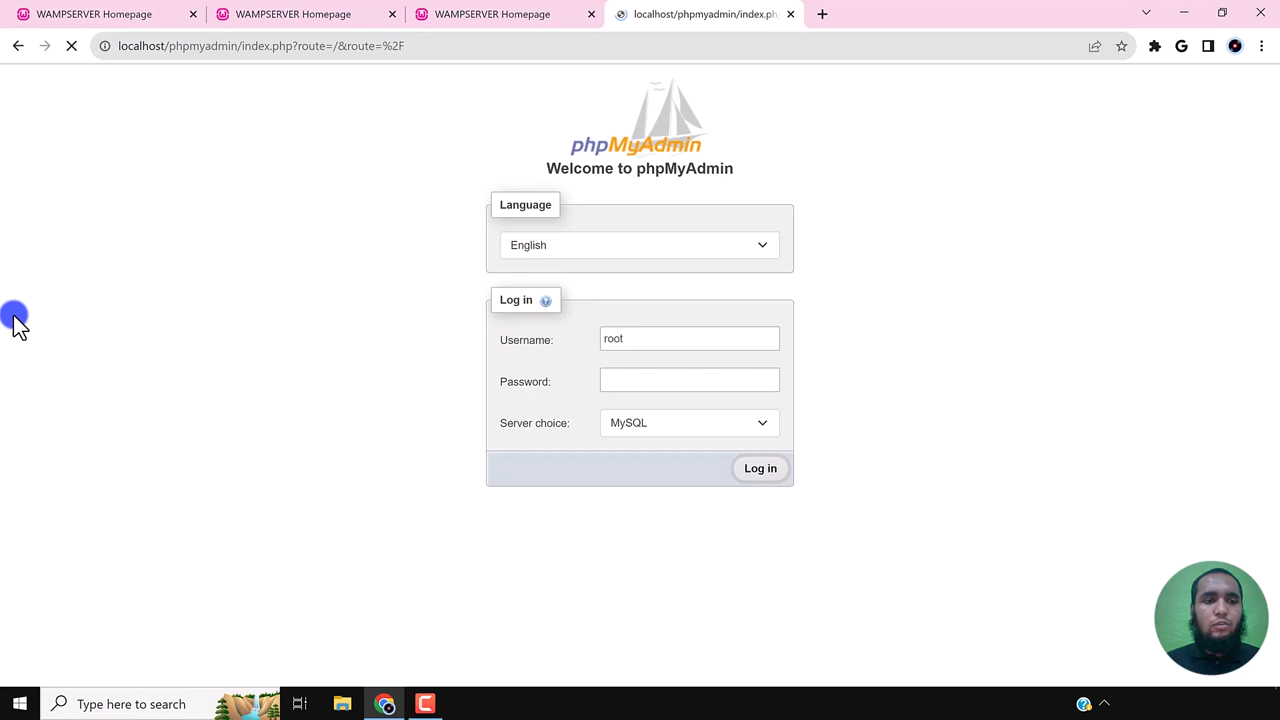 WAMPSERVER Homepage
WAMPSERVER Homepage
WAMPSERVER Homepage
localhost/phpmyadmin/index.ph
localhost/phpmyadmin/index.php?route=/&route=%2F
phpMyAdmin
Welcome to phpMyAdmin
Language
English
Log in
Username:
root
Password:
Server choice:
MySQL
Log in
Type here to search